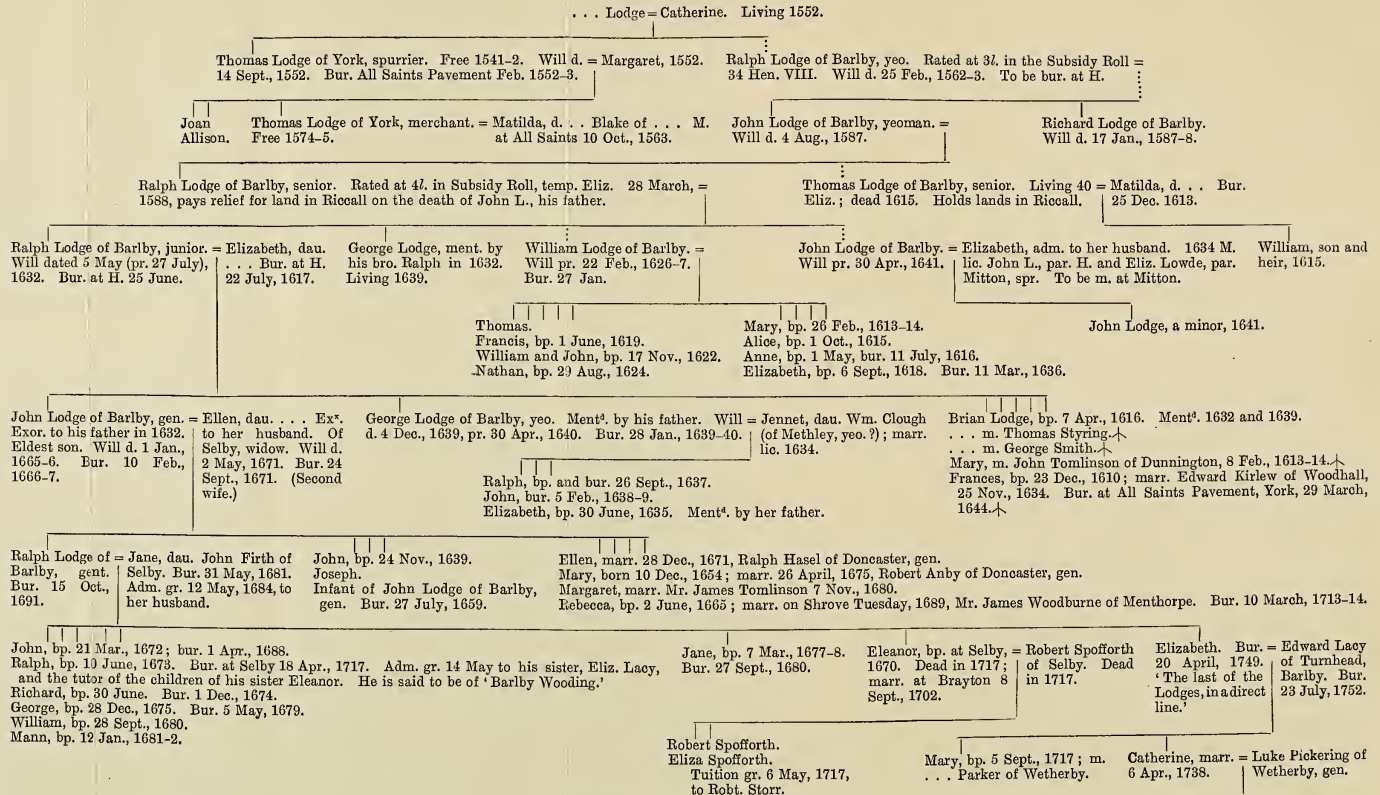 . . . Lodge = Catherine. Living 1552.
Thomas Lodge of York, spurrier. Free 1541-2. Will d. = Margaret, 1552.
14 Sept., 1552. Bur. All Saints Pavement Feb. 1552-3.
Ralph Lodge of Barlby, yeo. Rated at 3l. in the Subsidy Roll =
34 Hen. VIII. Will d. 25 Feb., 1562-3. To be bur. at H.
Joan
Allison.
Thomas Lodge of York, merchant. = Matilda, d. . . Blake of . . . M.
Free 1574-5. at All Saints 10 Oct., 1563.
John Lodge of Barlby, yeoman. =
Will d. 4 Aug., 1587.
Richard Lodge of Barlby.
Will d. 17 Jan., 1587-8.
Ralph Lodge of Barlby, senior. Rated at 4l. in Subsidy Roll, temp. Eliz. 28 March, =
1588, pays relief for land in Riccall on the death of John L., his father.
Thomas Lodge of Barlby, senior. Living 40 = Matilda, d. . . Bur.
Eliz.; dead 1615. Holds lands in Riccall. 25 Dec. 1613.
Ralph Lodge of Barlby, junior. = Elizabeth, dau.
Will dated 5 May (pr. 27 July), . . . Bur. at H.
1632. Bur. at H. 25 June. 22 July, 1617.
George Lodge, ment. by
his bro. Ralph in 1632.
Living 1639.
William Lodge of Barlby. =
Will pr. 22 Feb., 1626-7.
Bur. 27 Jan.
John Lodge of Barlby. = Elizabeth, adm. to her husband. 1634 M.
Will pr. 30 Apr., 1641. lic. John L., par. H. and Eliz. Lowde, par.
Mitton, spr. To be m. at Mitton.
William, son and
heir, 1615.
Thomas.
Francis, bp. 1 June, 1619.
William and John, bp. 17 Nov., 1622.
Nathan, bp. 29 Aug., 1624.
Mary, bp. 26 Feb., 1613-14.
Alice, bp. 1 Oct., 1615.
Anne, bp. 1 May, bur. 11 July, 1616.
Elizabeth, bp. 6 Sept., 1618. Bur. 11 Mar., 1636.
John Lodge, a minor, 1641.
John Lodge of Barlby, gen. = Ellen, dau. . . . Exx.
Exor. to his father in 1632. to her husband. Of
Eldest son. Will d. 1 Jan., Selby, widow. Will d.
1665-6. Bur. 10 Feb., 2 May, 1671. Bur. 24
1666-7. Sept., 1671. (Second
wife.)
George Lodge of Barlby, yeo. Mentd. by his father. Will = Jennet, dau. Wm. Clough
d. 4 Dec., 1639, pr. 30 Apr., 1640. Bur. 28 Jan., 1639-40. (of Methley, yeo. ?); marr.
lic. 1634.
Brian Lodge, bp. 7 Apr., 1616. Mentd. 1632 and 1639.
. . . m. Thomas Styring.
. . . m. George Smith.
Mary, m. John Tomlinson of Dunnington, 8 Feb., 1613-14.
Frances, bp. 23 Dec., 1610; marr. Edward Kirlew of Woodhall,
25 Nov., 1634. Bur. at All Saints Pavement, York, 29 March,
1644.
Ralph, bp. and bur. 26 Sept., 1637.
John, bur. 5 Feb., 1638-9.
Elizabeth, bp. 30 June, 1635. Mentd. by her father.
Ralph Lodge of = Jane, dau. John Firth of
Barlby, gent. Selby. Bur. 31 May, 1681.
Bur. 15 Oct., Adm. gr. 12 May, 1684, to
1691. her husband.
John, bp. 24 Nov., 1639.
Joseph.
Infant of John Lodge of Barlby,
gen. Bur. 27 July, 1659.
Ellen, marr. 28 Dec., 1671, Ralph Hasel of Doncaster, gen.
Mary, born 10 Dec., 1654; marr. 26 April, 1675, Robert Anby of Doncaster, gen.
Margaret, marr. Mr. James Tomlinson 7 Nov., 1680.
Rebecca, bp. 2 June, 1665; marr. on Shrove Tuesday, 1689, Mr. James Woodburne of Menthorpe. Bur. 10 March, 1713-14.
John, bp. 21 Mar., 1672; bur. 1 Apr., 1688.
Ralph, bp. 10 June, 1673. Bur. at Selby 18 Apr., 1717. Adm. gr. 14 May to his sister, Eliz. Lacy,
and the tutor of the children of his sister Eleanor. He is said to be of 'Barlby Wooding.'
Richard, bp. 30 June. Bur. 1 Dec., 1674.
George, bp. 28 Dec., 1675. Bur. 5 May, 1679.
William, bp. 28 Sept., 1680.
Mann, bp. 12 Jan., 1681-2.
Jane, bp. 7 Mar., 1677-8.
Bur. 27 Sept., 1680.
Eleanor, bp. at Selby, = Robert Spofforth
1670. Dead in 1717; of Selby. Dead
marr. at Brayton 8 in 1717.
Sept., 1702.
Elizabeth. Bur. = Edward Lacy
20 April, 1749. of Turnhead,
'The last of the Barlby. Bur.
Lodges, in a direct 23 July, 1752.
line.'
Robert Spofforth.
Eliza Spofforth.
Tuition gr. 6 May, 1717,
to Robt. Storr.
Mary, bp. 5 Sept., 1717; m.
. . . Parker of Wetherby.
Catherine, marr. = Luke Pickering of
6 Apr., 1738. Wetherby, gen.